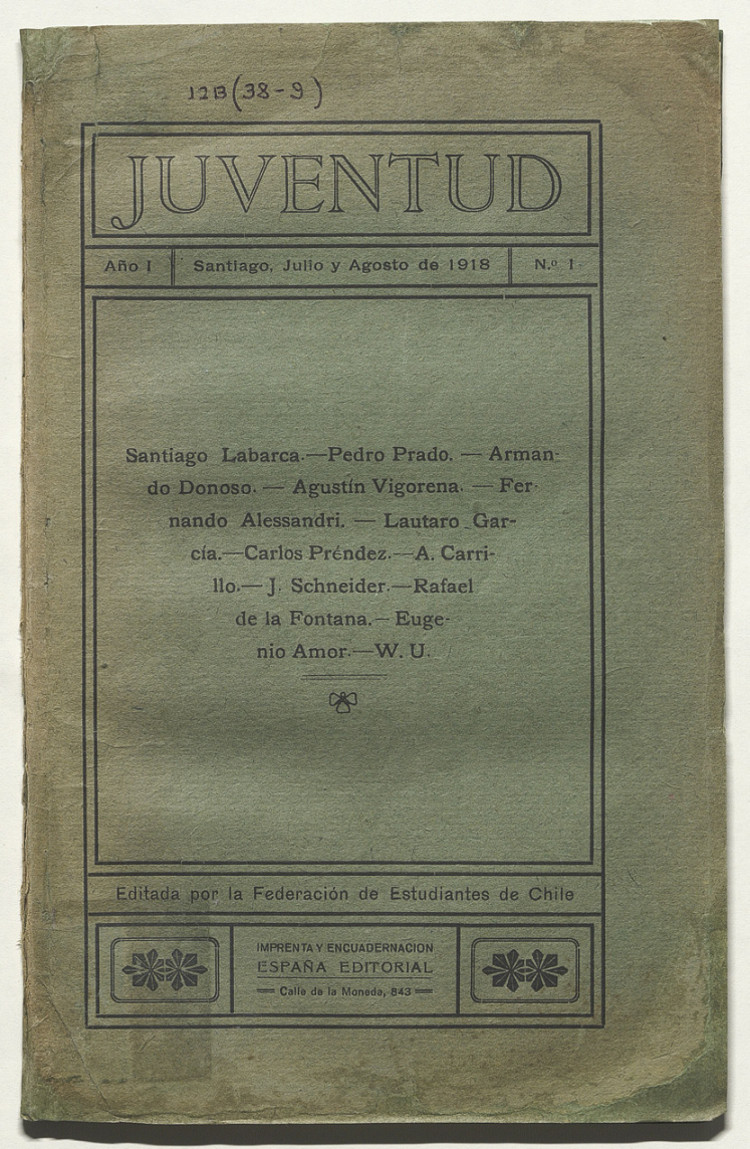 12B (38-9)
JUVENTUD
Año I
Santiago, Julio y Agosto de 1918
N.º 1
Santiago Labarca.—Pedro Prado. — Arman-
do Donoso. — Agustín Vigorena. — Fer-
nando Alessandri. — Lautaro Gar-
cía.—Carlos Préndez.—A. Carri-
llo.— J. Schneider.—Rafael
de la Fontana.— Euge-
nio Amor.—W. U.
Editada por la Federación de Estudiantes de Chile
IMPRENTA Y ENCUADERNACION
ESPAÑA EDITORIAL
Calle de la Moneda, 843